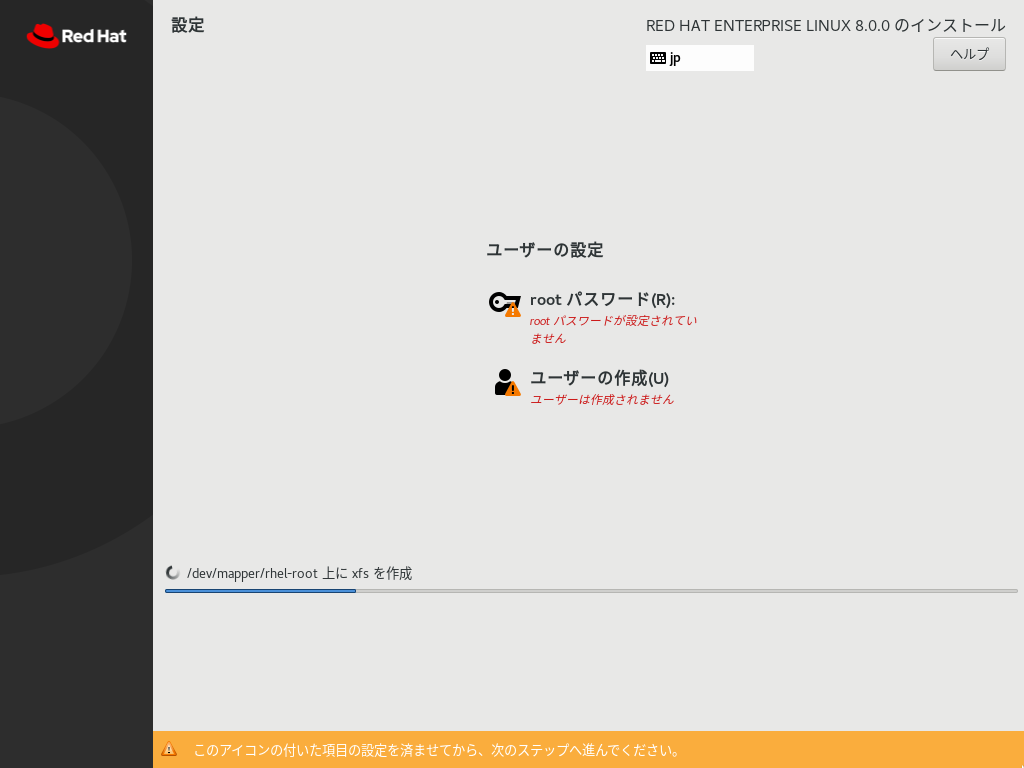 Red Hat
設定
RED HAT ENTERPRISE LINUX 8.0.0 のインストール
jp
ヘルプ
ユーザーの設定
root パスワード(R):
root パスワードが設定されてい
ません
ユーザーの作成(U)
ユーザーは作成されません
/dev/mapper/rhel-root 上に xfs を作成
このアイコンの付いた項目の設定を済ませてから、次のステップへ進んでください。